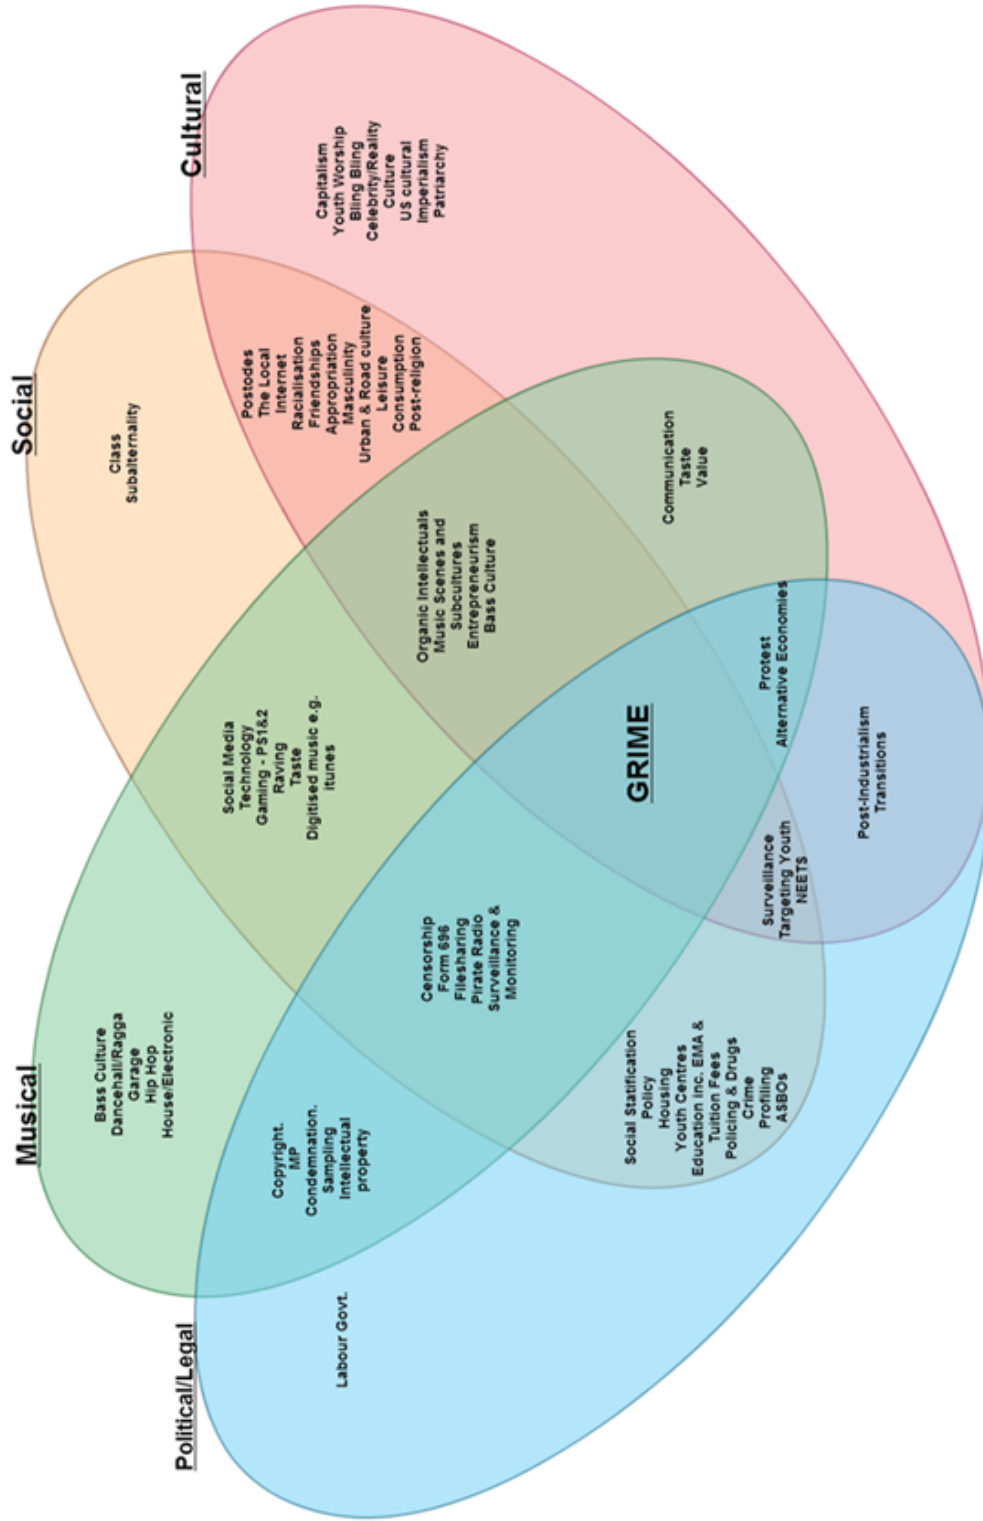 Political/Legal
Musical
Social
Cultural
Labour Govt.
Copyright.
MP
Condemnation.
Sampling
Intellectual
property
Bass Culture
Dancehall/Ragga
Garage
Hip Hop
House/Electronic
Social Media
Technology
Gaming - PS1&2
Raving
Taste
Digitised music e.g.
itunes
Class
Subalternality
Postodes
The Local
Internet
Racialisation
Friendships
Appropriation
Masculinity
Urban & Road culture
Leisure
Consumption
Post-religion
Capitalism
Youth Worship
Bling Bling
Celebrity/Reality
Culture
US cultural
Imperialism
Patriarchy
Censorship
Form 696
Filesharing
Pirate Radio
Surveillance &
Monitoring
Organic Intellectuals
Music Scenes and
Subcultures
Entrepreneurism
Bass Culture
GRIME
Social Statification
Policy
Housing
Youth Centres
Education inc. EMA &
Tuition Fees
Policing & Drugs
Crime
Profiling
ASBOs
Surveillance
Targeting Youth
NEETS
Protest
Alternative Economies
Communication
Taste
Value
Post-Industrialism
Transitions